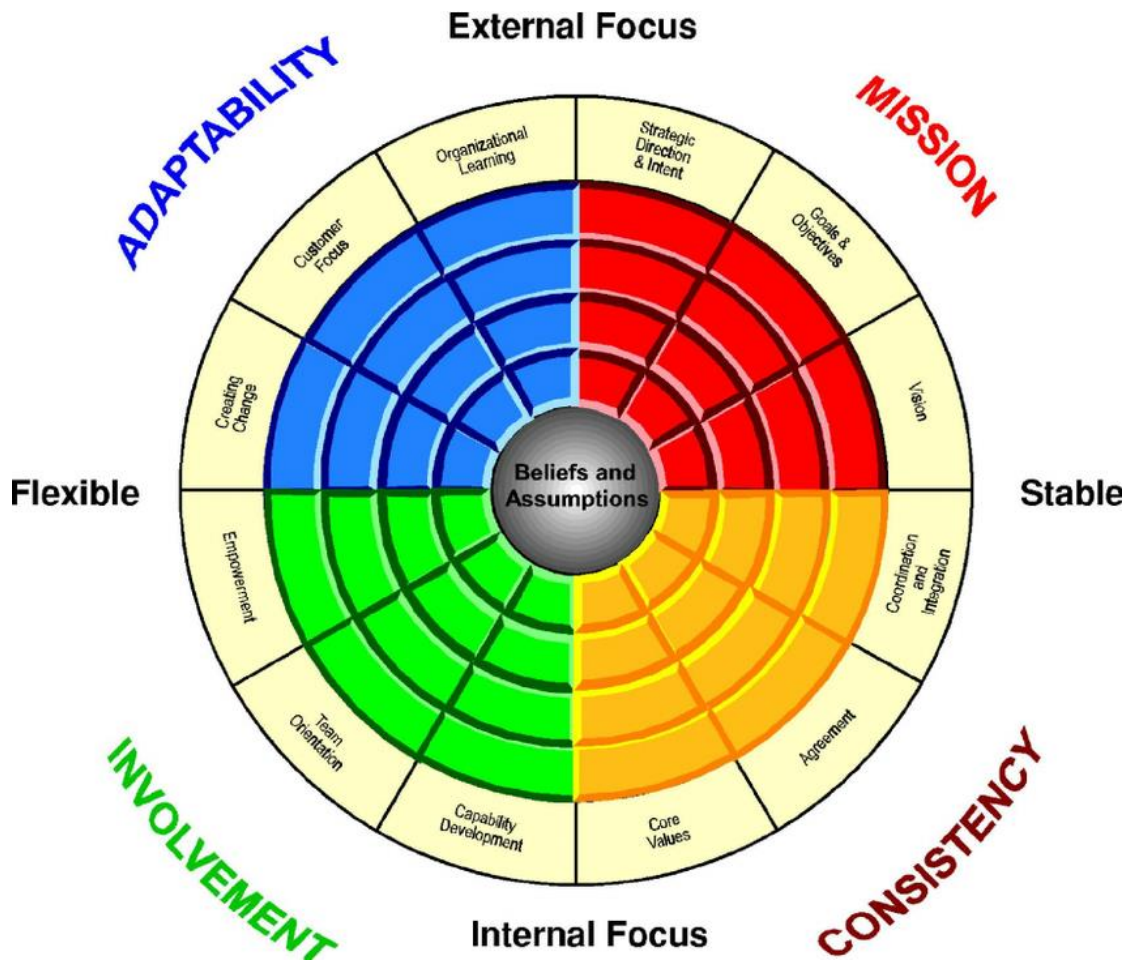 External Focus
ADAPTABILITY
MISSION
Organizational
Learning
Strategic
Direction
& Intent
Customer
Focus
Goals &
Objectives
Creating
Change
Vision
Beliefs and
Assumptions
Flexible
Stable
Empowerment
Coordination
and
Integration
Team
Orientation
Agreement
Capability
Development
Core
Values
INVOLVEMENT
CONSISTENCY
Internal Focus